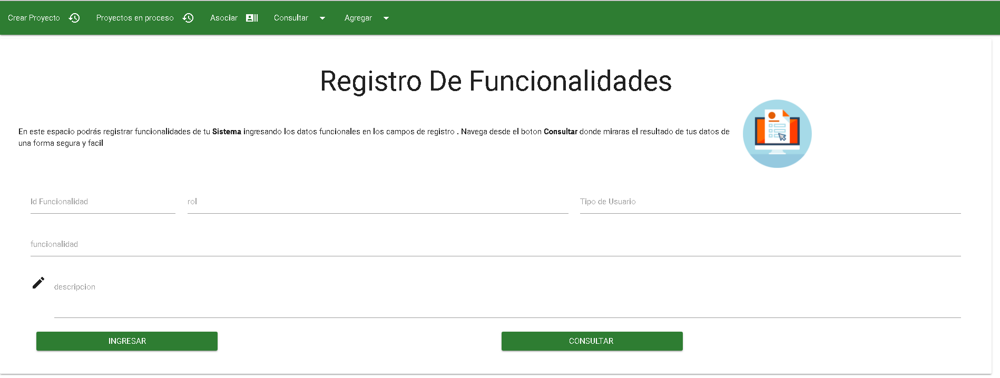 Crear Proyecto Proyectos en proceso Asociar Consultar Agregar
Registro De Funcionalidades
En este espacio podrás registrar funcionalidades de tu Sistema ingresando los datos funcionales en los campos de registro . Navega desde el boton Consultar donde miraras el resultado de tus datos de
una forma segura y facil
Id Funcionalidad rol Tipo de Usuario
funcionalidad
descripcion
INGRESAR CONSULTAR